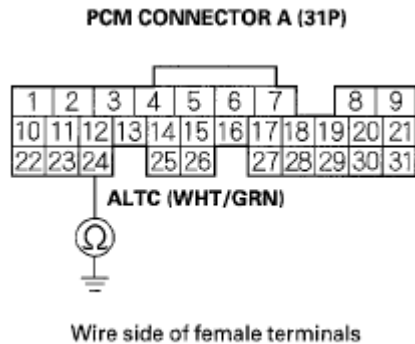 PCM CONNECTOR A (31P)
1 2 3 4 5 6 7 8 9
10 11 12 13 14 15 16 17 18 19 20 21
22 23 24 25 26 27 28 29 30 31
ALTC (WHT/GRN)
Ω
Wire side of female terminals